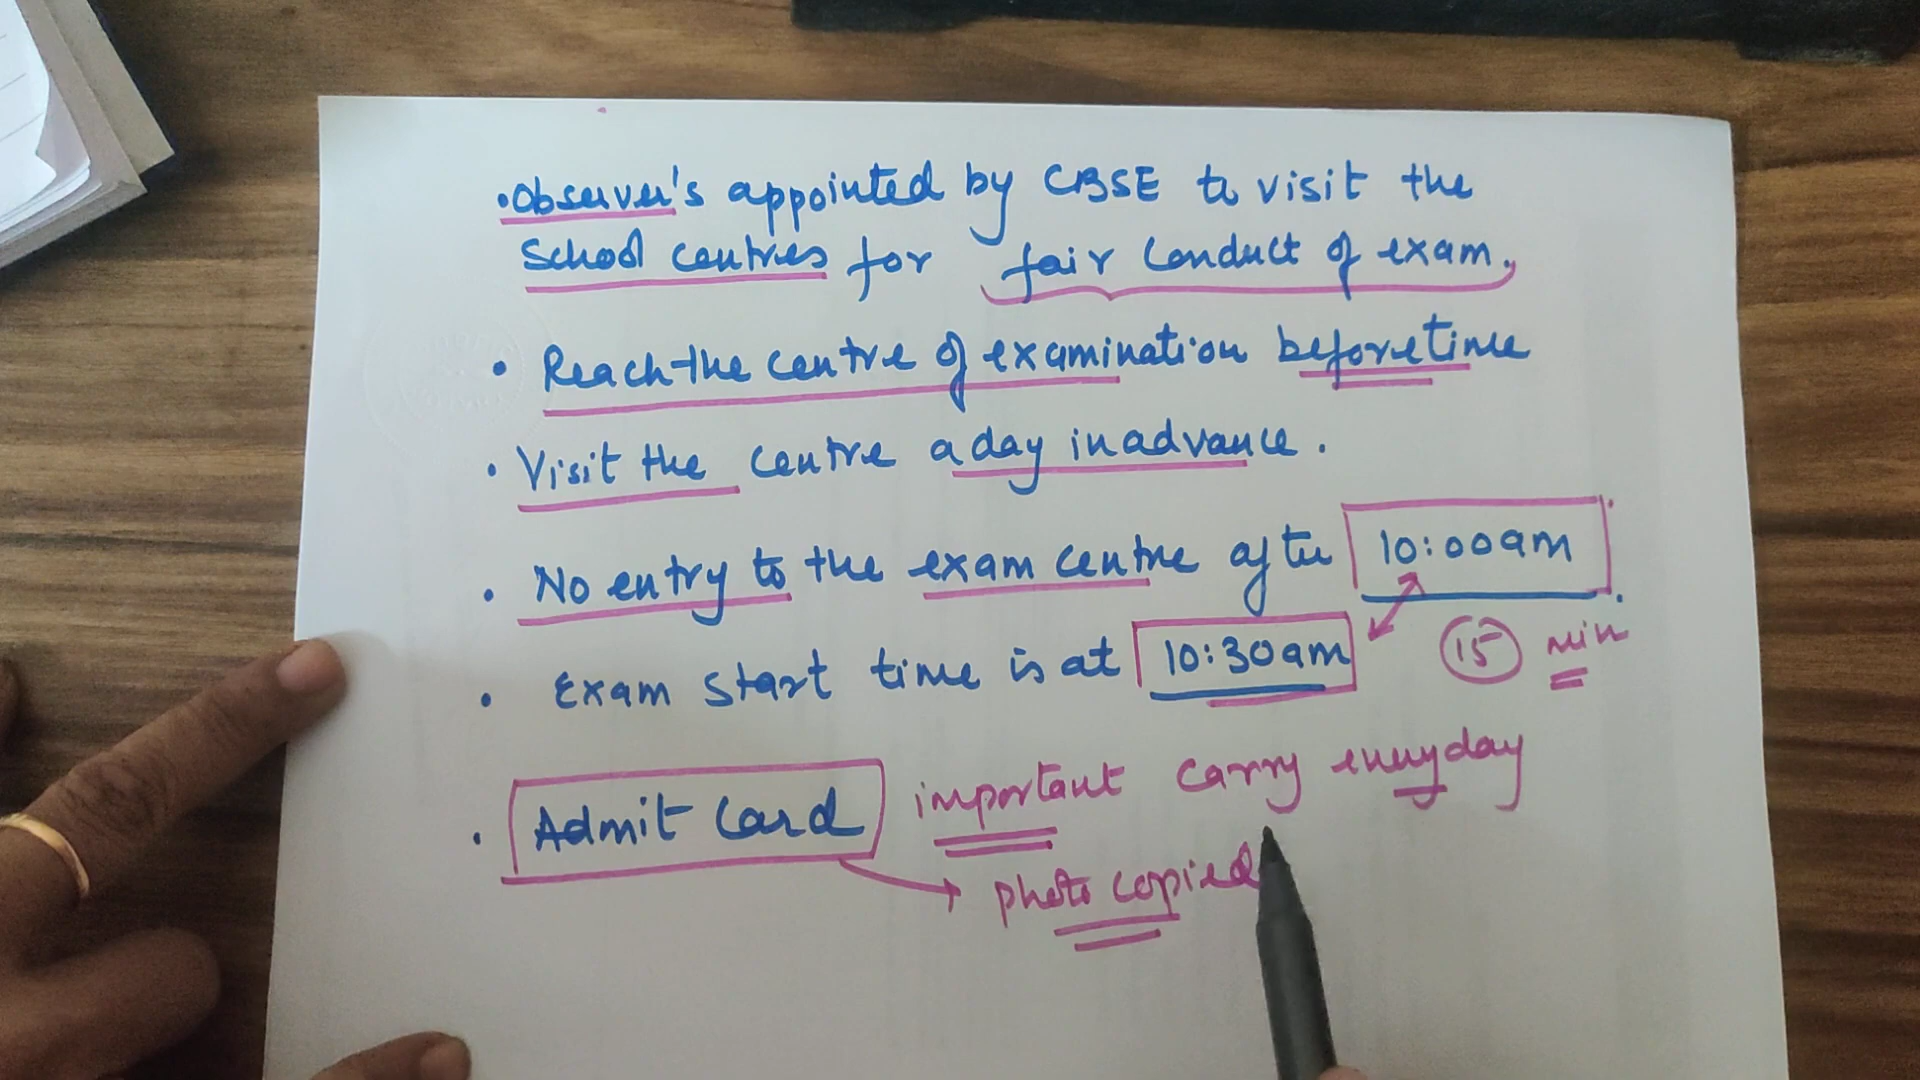 • Observer's appointed by CBSE to visit the
School centres for fair conduct of exam.
• Reach the centre of examination before time
• Visit the centre a day in advance.
• No entry to the exam centre after 10:00am.
• Exam start time is at 10:30am 15 min
• Admit Card important carry everyday
→ photo copied